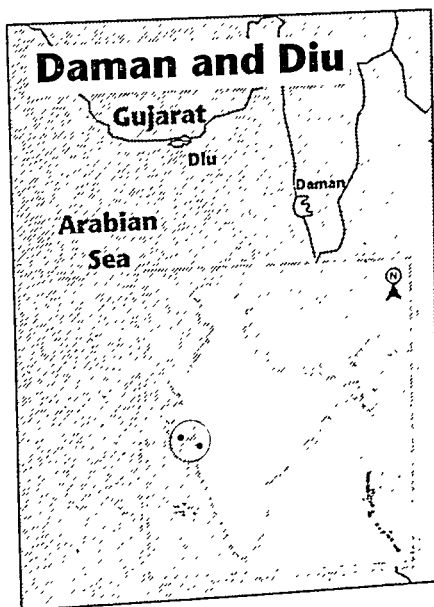 Daman and Diu
Gujarat
Diu
Daman
Arabian
Sea
N